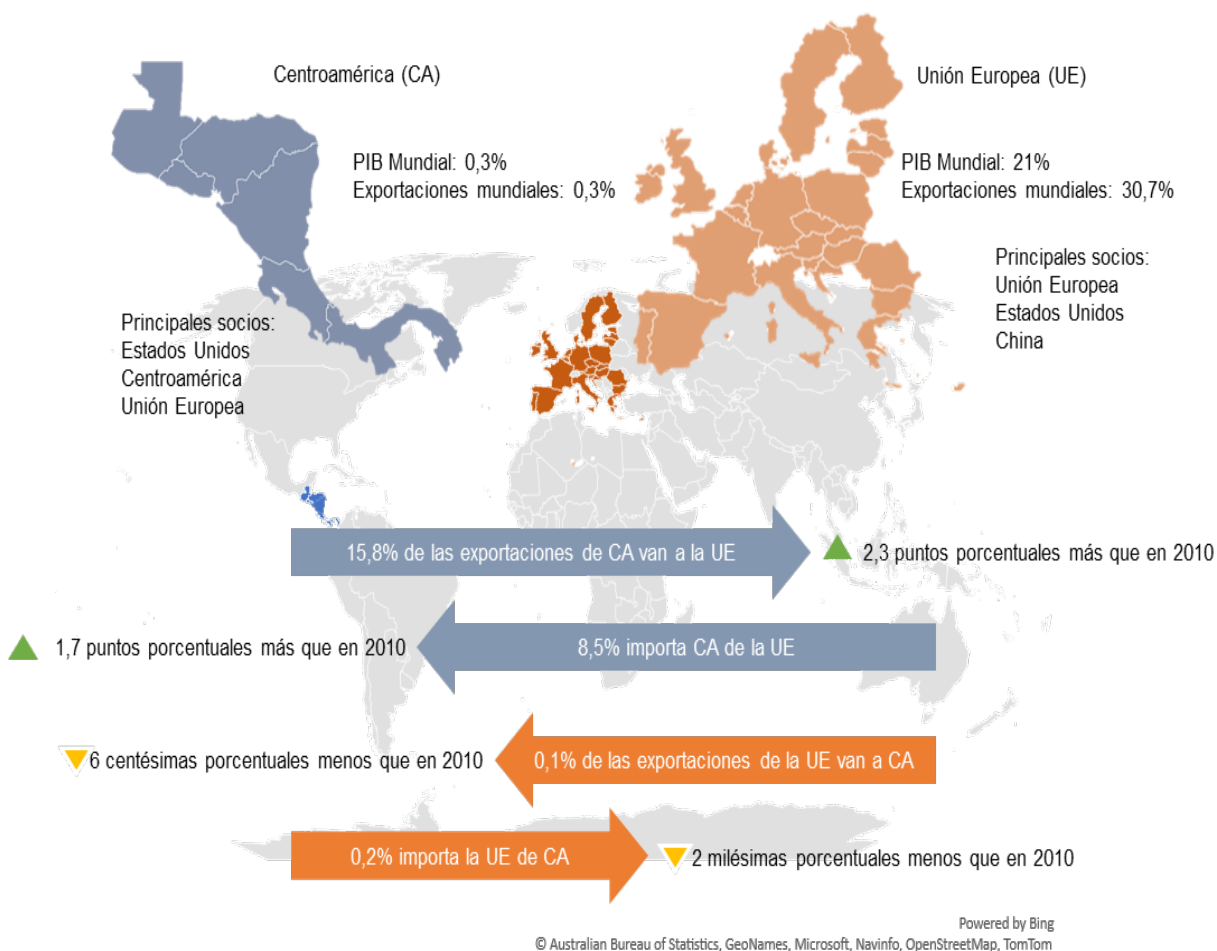 Centroamérica (CA)
Unión Europea (UE)
PIB Mundial: 0,3%
Exportaciones mundiales: 0,3%
PIB Mundial: 21%
Exportaciones mundiales: 30,7%
Principales socios:
Unión Europea
Estados Unidos
China
Principales socios:
Estados Unidos
Centroamérica
Unión Europea
15,8% de las exportaciones de CA van a la UE
2,3 puntos porcentuales más que en 2010
1,7 puntos porcentuales más que en 2010
8,5% importa CA de la UE
6 centésimas porcentuales menos que en 2010
0,1% de las exportaciones de la UE van a CA
0,2% importa la UE de CA
2 milésimas porcentuales menos que en 2010
Powered by Bing
© Australian Bureau of Statistics, GeoNames, Microsoft, Navinfo, OpenStreetMap, TomTom